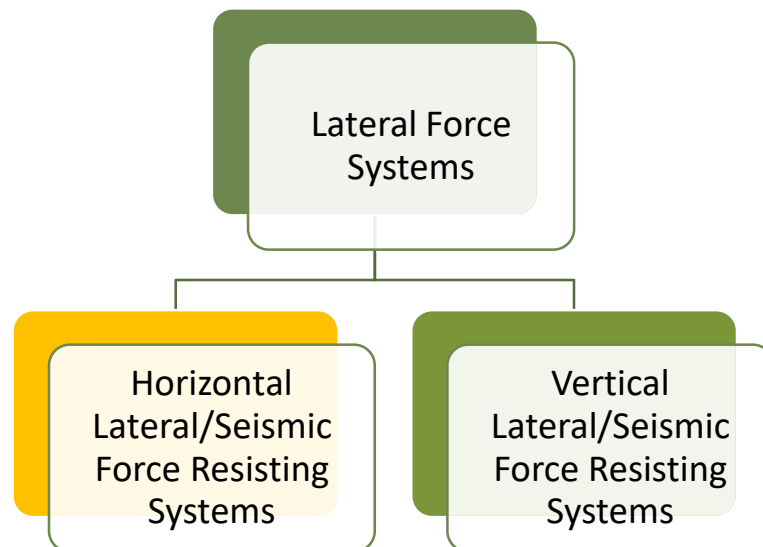 Lateral Force
Systems
Horizontal
Lateral/Seismic
Force Resisting
Systems
Vertical
Lateral/Seismic
Force Resisting
Systems